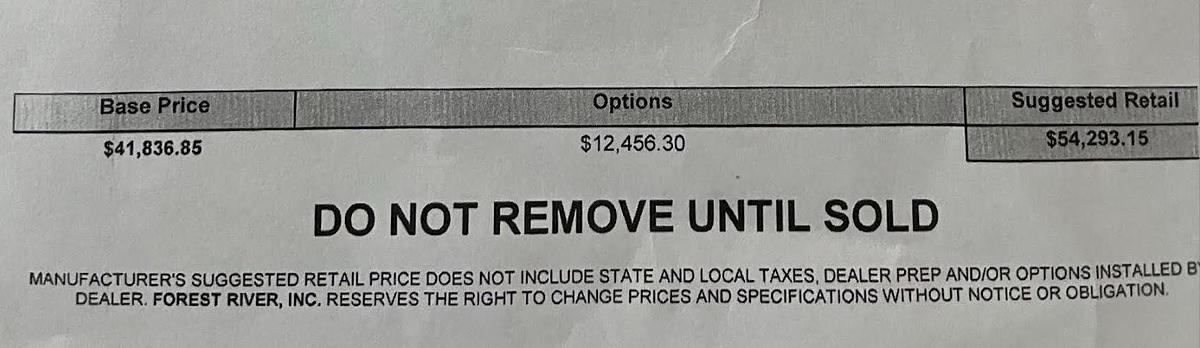 Base Price Options Suggested Retail
$41,836.85 $12,456.30 $54,293.15
DO NOT REMOVE UNTIL SOLD
MANUFACTURER'S SUGGESTED RETAIL PRICE DOES NOT INCLUDE STATE AND LOCAL TAXES, DEALER PREP AND/OR OPTIONS INSTALLED
DEALER. FOREST RIVER, INC. RESERVES THE RIGHT TO CHANGE PRICES AND SPECIFICATIONS WITHOUT NOTICE OR OBLIGATION.